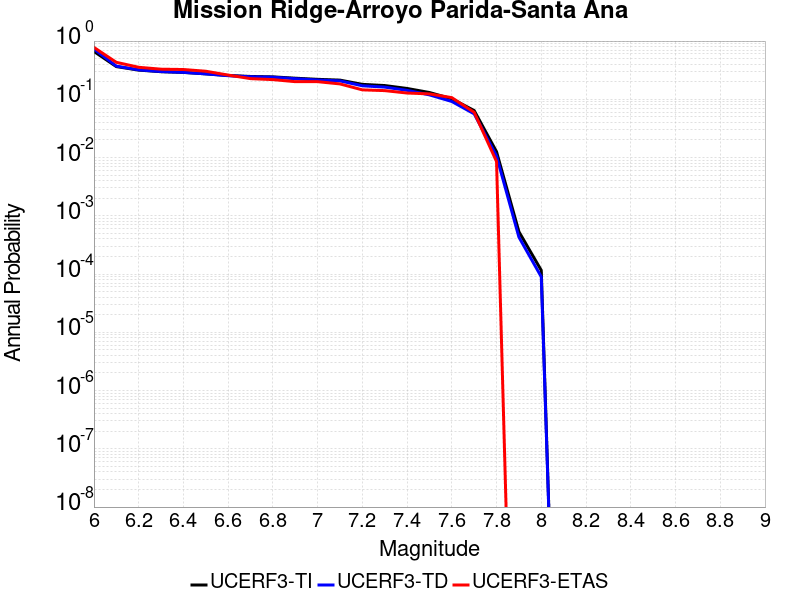 Mission Ridge-Arroyo Parida-Santa Ana
10^0
10^-1
10^-2
10^-3
10^-4
10^-5
10^-6
10^-7
10^-8
Annual Probability
6 6.2 6.4 6.6 6.8 7 7.2 7.4 7.6 7.8 8 8.2 8.4 8.6 8.8 9
Magnitude
UCERF3-TI UCERF3-TD UCERF3-ETAS